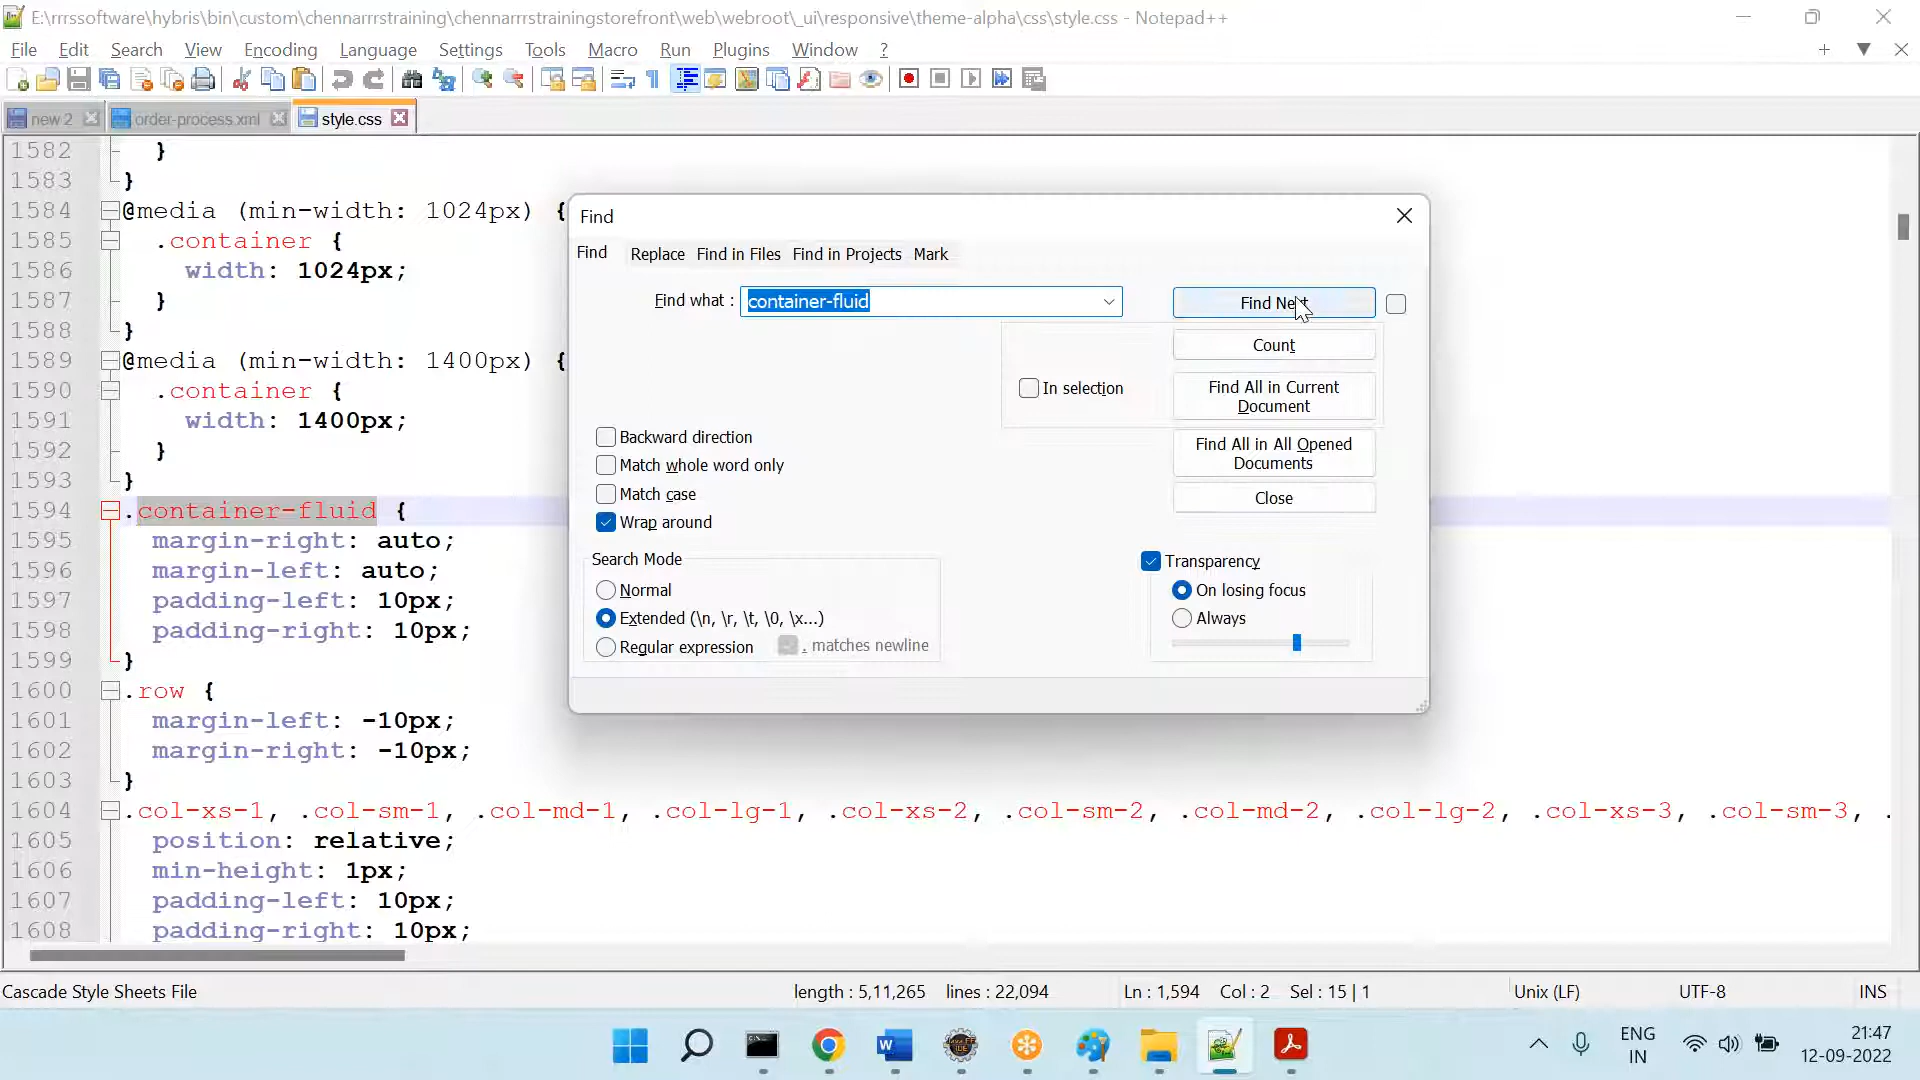 E:\rrrssoftware\hybris\bin\custom\chennarrrstraining\chennarrrstrainingstorefront\web\webroot\_ui\responsive\theme-alpha\css\style.css - Notepad++
File Edit Search View Encoding Language Settings Tools Macro Run Plugins Window ?
new 2 order-process.xml style.css
1582 }
1583 }
1584 @media (min-width: 1024px) {
1585 .container {
1586 width: 1024px;
1587 }
1588 }
1589 @media (min-width: 1400px) {
1590 .container {
1591 width: 1400px;
1592 }
1593 }
1594 .container-fluid {
1595 margin-right: auto;
1596 margin-left: auto;
1597 padding-left: 10px;
1598 padding-right: 10px;
1599 }
1600 .row {
1601 margin-left: -10px;
1602 margin-right: -10px;
1603 }
1604 .col-xs-1, .col-sm-1, .col-md-1, .col-lg-1, .col-xs-2, .col-sm-2, .col-md-2, .col-lg-2, .col-xs-3, .col-sm-3, .
1605 position: relative;
1606 min-height: 1px;
1607 padding-left: 10px;
1608 padding-right: 10px;
Find
Find Replace Find in Files Find in Projects Mark
Find what : container-fluid
Find Next
Count
In selection
Find All in Current
Document
Find All in All Opened
Documents
Close
Backward direction
Match whole word only
Match case
Wrap around
Search Mode
Normal
Extended (\n, \r, \t, \0, \x...)
Regular expression . matches newline
Transparency
On losing focus
Always
Cascade Style Sheets File length : 5,11,265 lines : 22,094 Ln : 1,594 Col : 2 Sel : 15 | 1 Unix (LF) UTF-8 INS
ENG
IN
21:47
12-09-2022